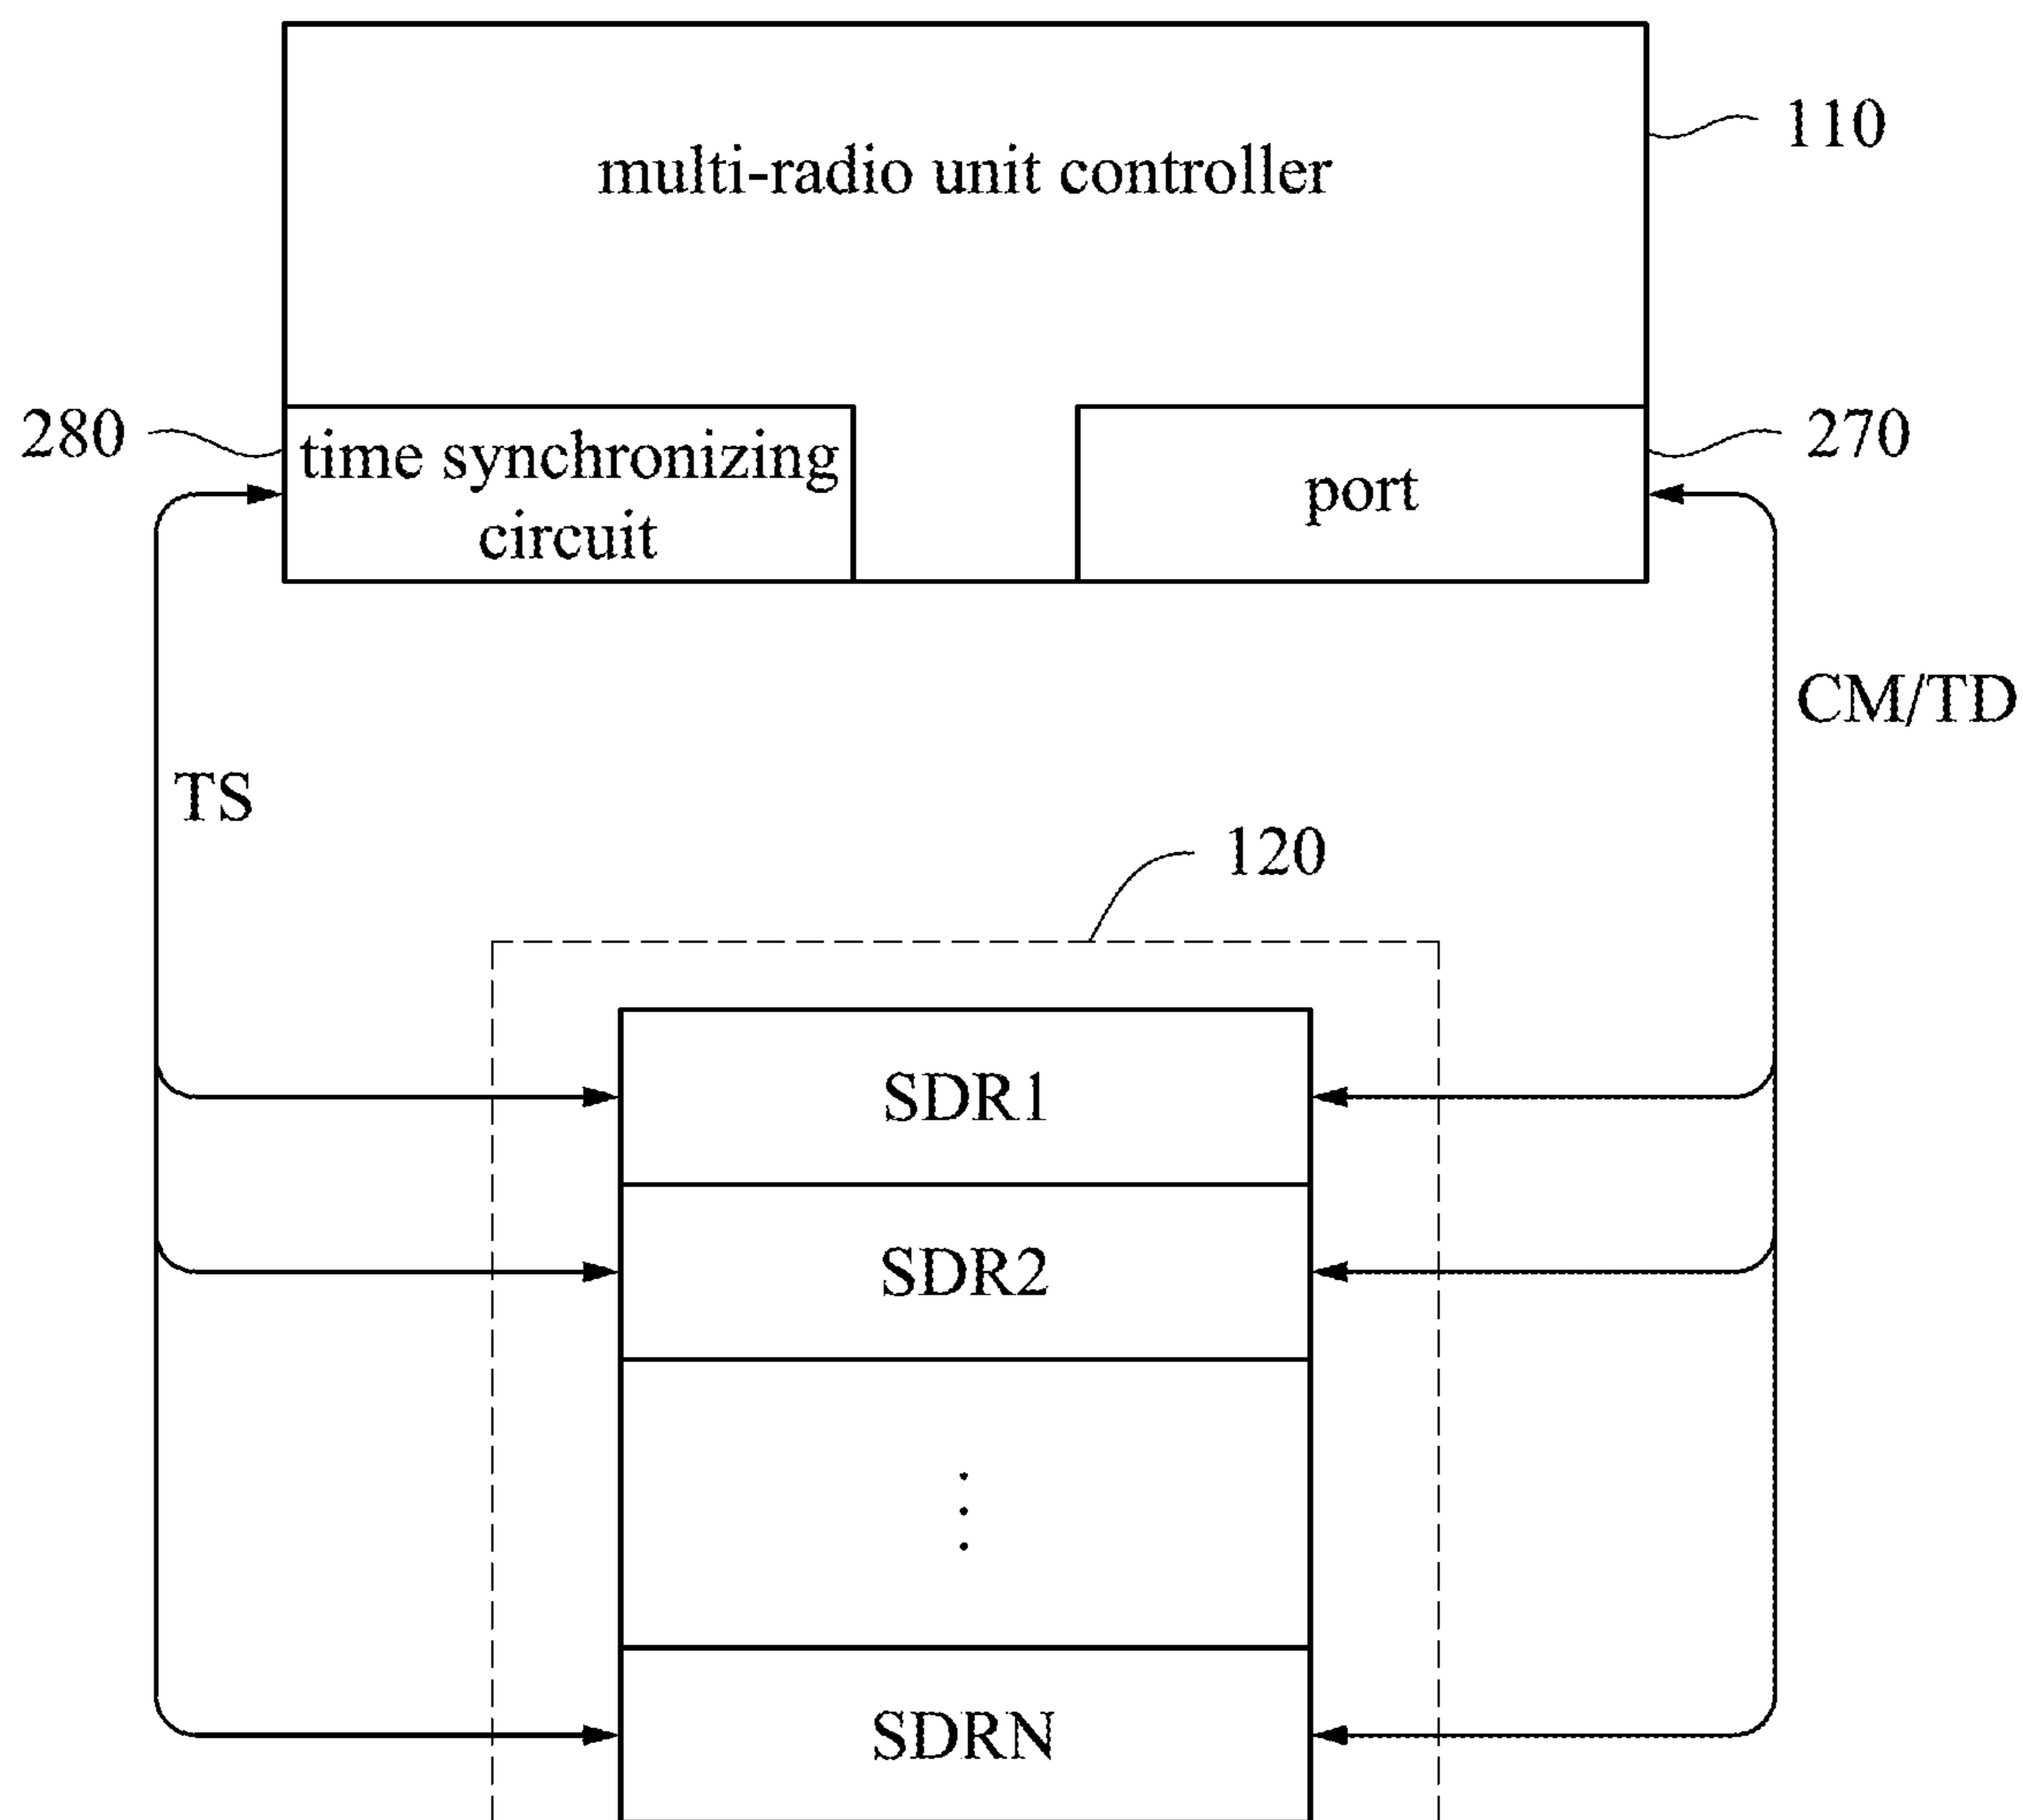 multi-radio unit controller
110
280
time synchronizing
circuit
port
270
CM/TD
TS
120
SDR1
SDR2
SDRN